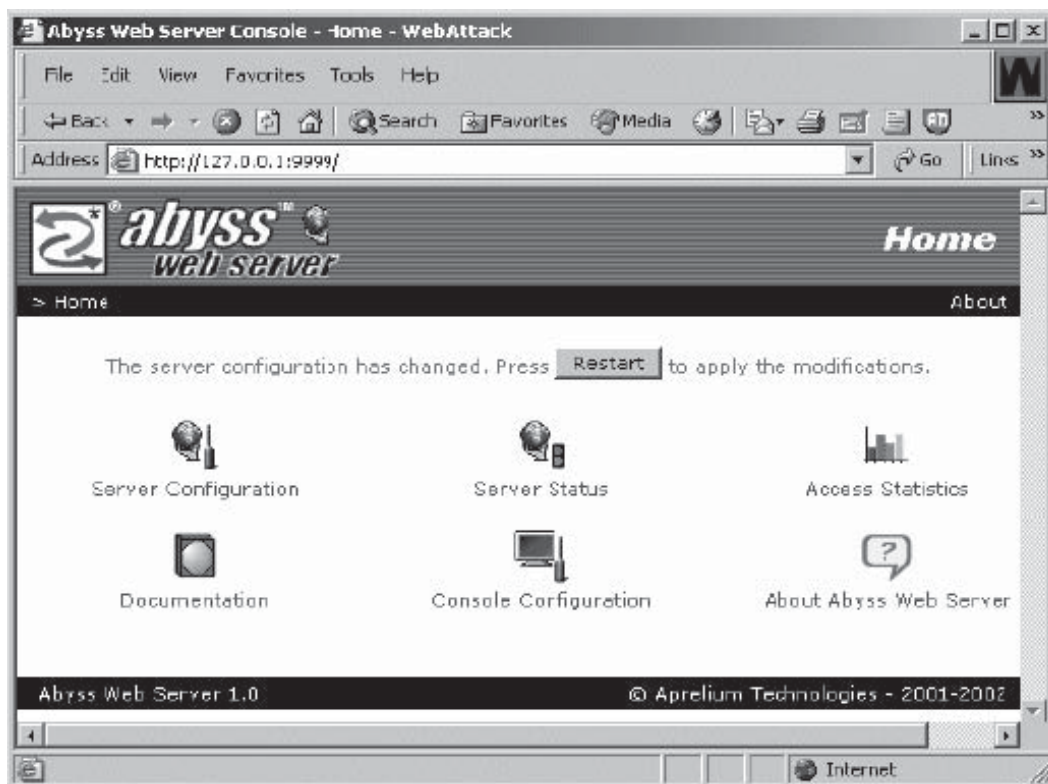 Abyss Web Server Console - Home - WebAttack
File Edit View Favorites Tools Help
Back Search Favorites Media
Address http://127.0.0.1:9999/ Go Links
abyss™
web server
Home
> Home About
The server configuration has changed. Press Restart to apply the modifications.
Server Configuration Server Status Access Statistics
Documentation Console Configuration About Abyss Web Server
Abyss Web Server 1.0 © Aprelium Technologies - 2001-2002
Internet